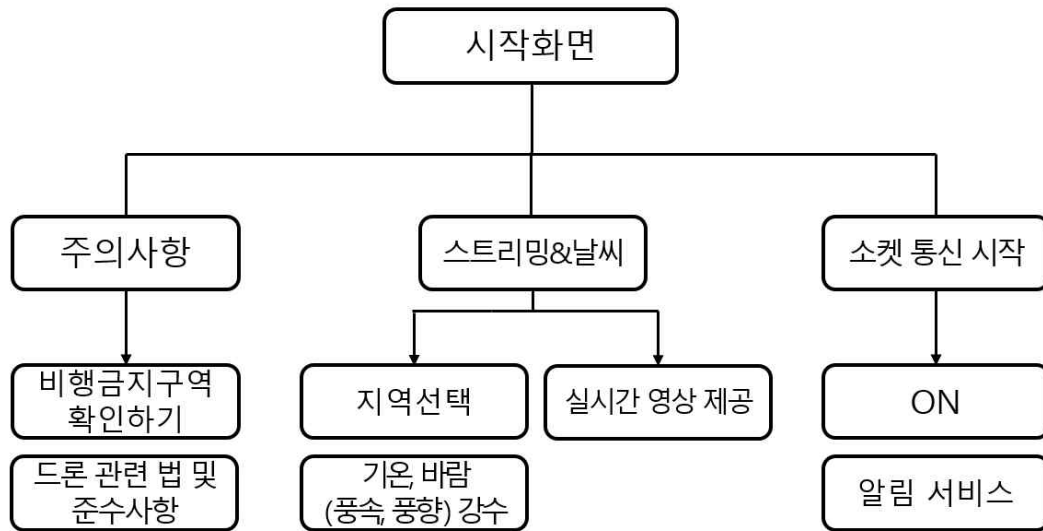 시작화면
주의사항
스트리밍&날씨
소켓 통신 시작
비행금지구역
확인하기
지역선택
실시간 영상 제공
ON
드론 관련 법 및
준수사항
기온, 바람
(풍속, 풍향) 강수
알림 서비스